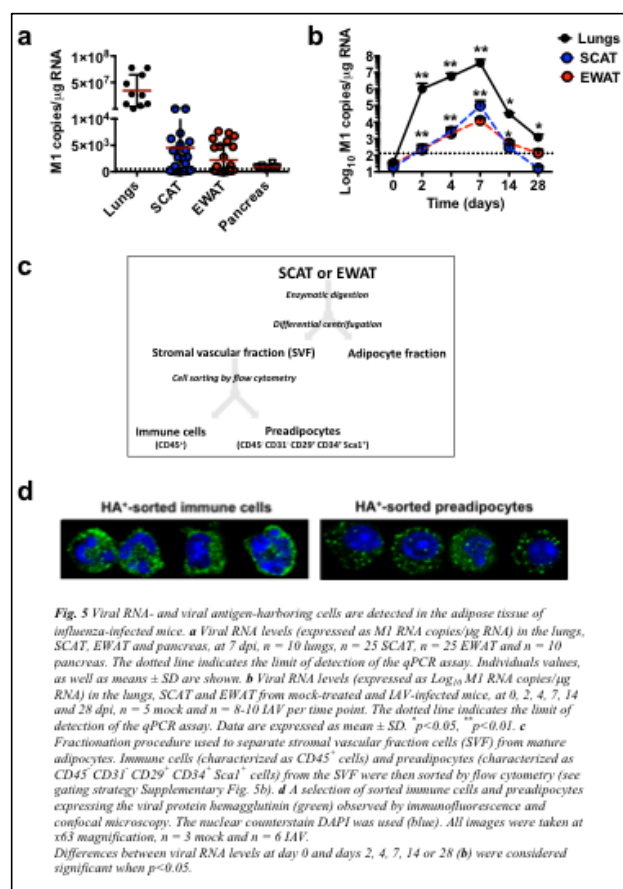 a
M1 copies/µg RNA
1×10⁸
5×10⁷
1×10⁴
5×10³
0
Lungs
SCAT
EWAT
Pancreas
b
Log₁₀ M1 copies/µg RNA
8
7
6
5
4
3
2
1
** ** ** * *
** ** ** *
0 2 4 7 14 28
Time (days)
Lungs
SCAT
EWAT
c
SCAT or EWAT
Enzymatic digestion
Differential centrifugation
Stromal vascular fraction (SVF)
Adipocyte fraction
Cell sorting by flow cytometry
Immune cells
(CD45⁺)
Preadipocytes
(CD45⁻ CD31⁻ CD29⁺ CD34⁺ Sca1⁺)
d
HA⁺-sorted immune cells
HA⁺-sorted preadipocytes
Fig. 5 Viral RNA- and viral antigen-harboring cells are detected in the adipose tissue of
influenza-infected mice. a Viral RNA levels (expressed as M1 RNA copies/µg RNA) in the lungs,
SCAT, EWAT and pancreas, at 7 dpi, n = 10 lungs, n = 25 SCAT, n = 25 EWAT and n = 10
pancreas. The dotted line indicates the limit of detection of the qPCR assay. Individuals values,
as well as means ± SD are shown. b Viral RNA levels (expressed as Log₁₀ M1 RNA copies/µg
RNA) in the lungs, SCAT and EWAT from mock-treated and IAV-infected mice, at 0, 2, 4, 7, 14
and 28 dpi, n = 5 mock and n = 8-10 IAV per time point. The dotted line indicates the limit of
detection of the qPCR assay. Data are expressed as mean ± SD. *p<0.05, **p<0.01. c
Fractionation procedure used to separate stromal vascular fraction cells (SVF) from mature
adipocytes. Immune cells (characterized as CD45⁺ cells) and preadipocytes (characterized as
CD45⁻ CD31⁻ CD29⁺ CD34⁺ Sca1⁺ cells) from the SVF were then sorted by flow cytometry (see
gating strategy Supplementary Fig. 5b). d A selection of sorted immune cells and preadipocytes
expressing the viral protein hemagglutinin (green) observed by immunofluorescence and
confocal microscopy. The nuclear counterstain DAPI was used (blue). All images were taken at
x63 magnification, n = 3 mock and n = 6 IAV.
Differences between viral RNA levels at day 0 and days 2, 4, 7, 14 or 28 (b) were considered
significant when p<0.05.